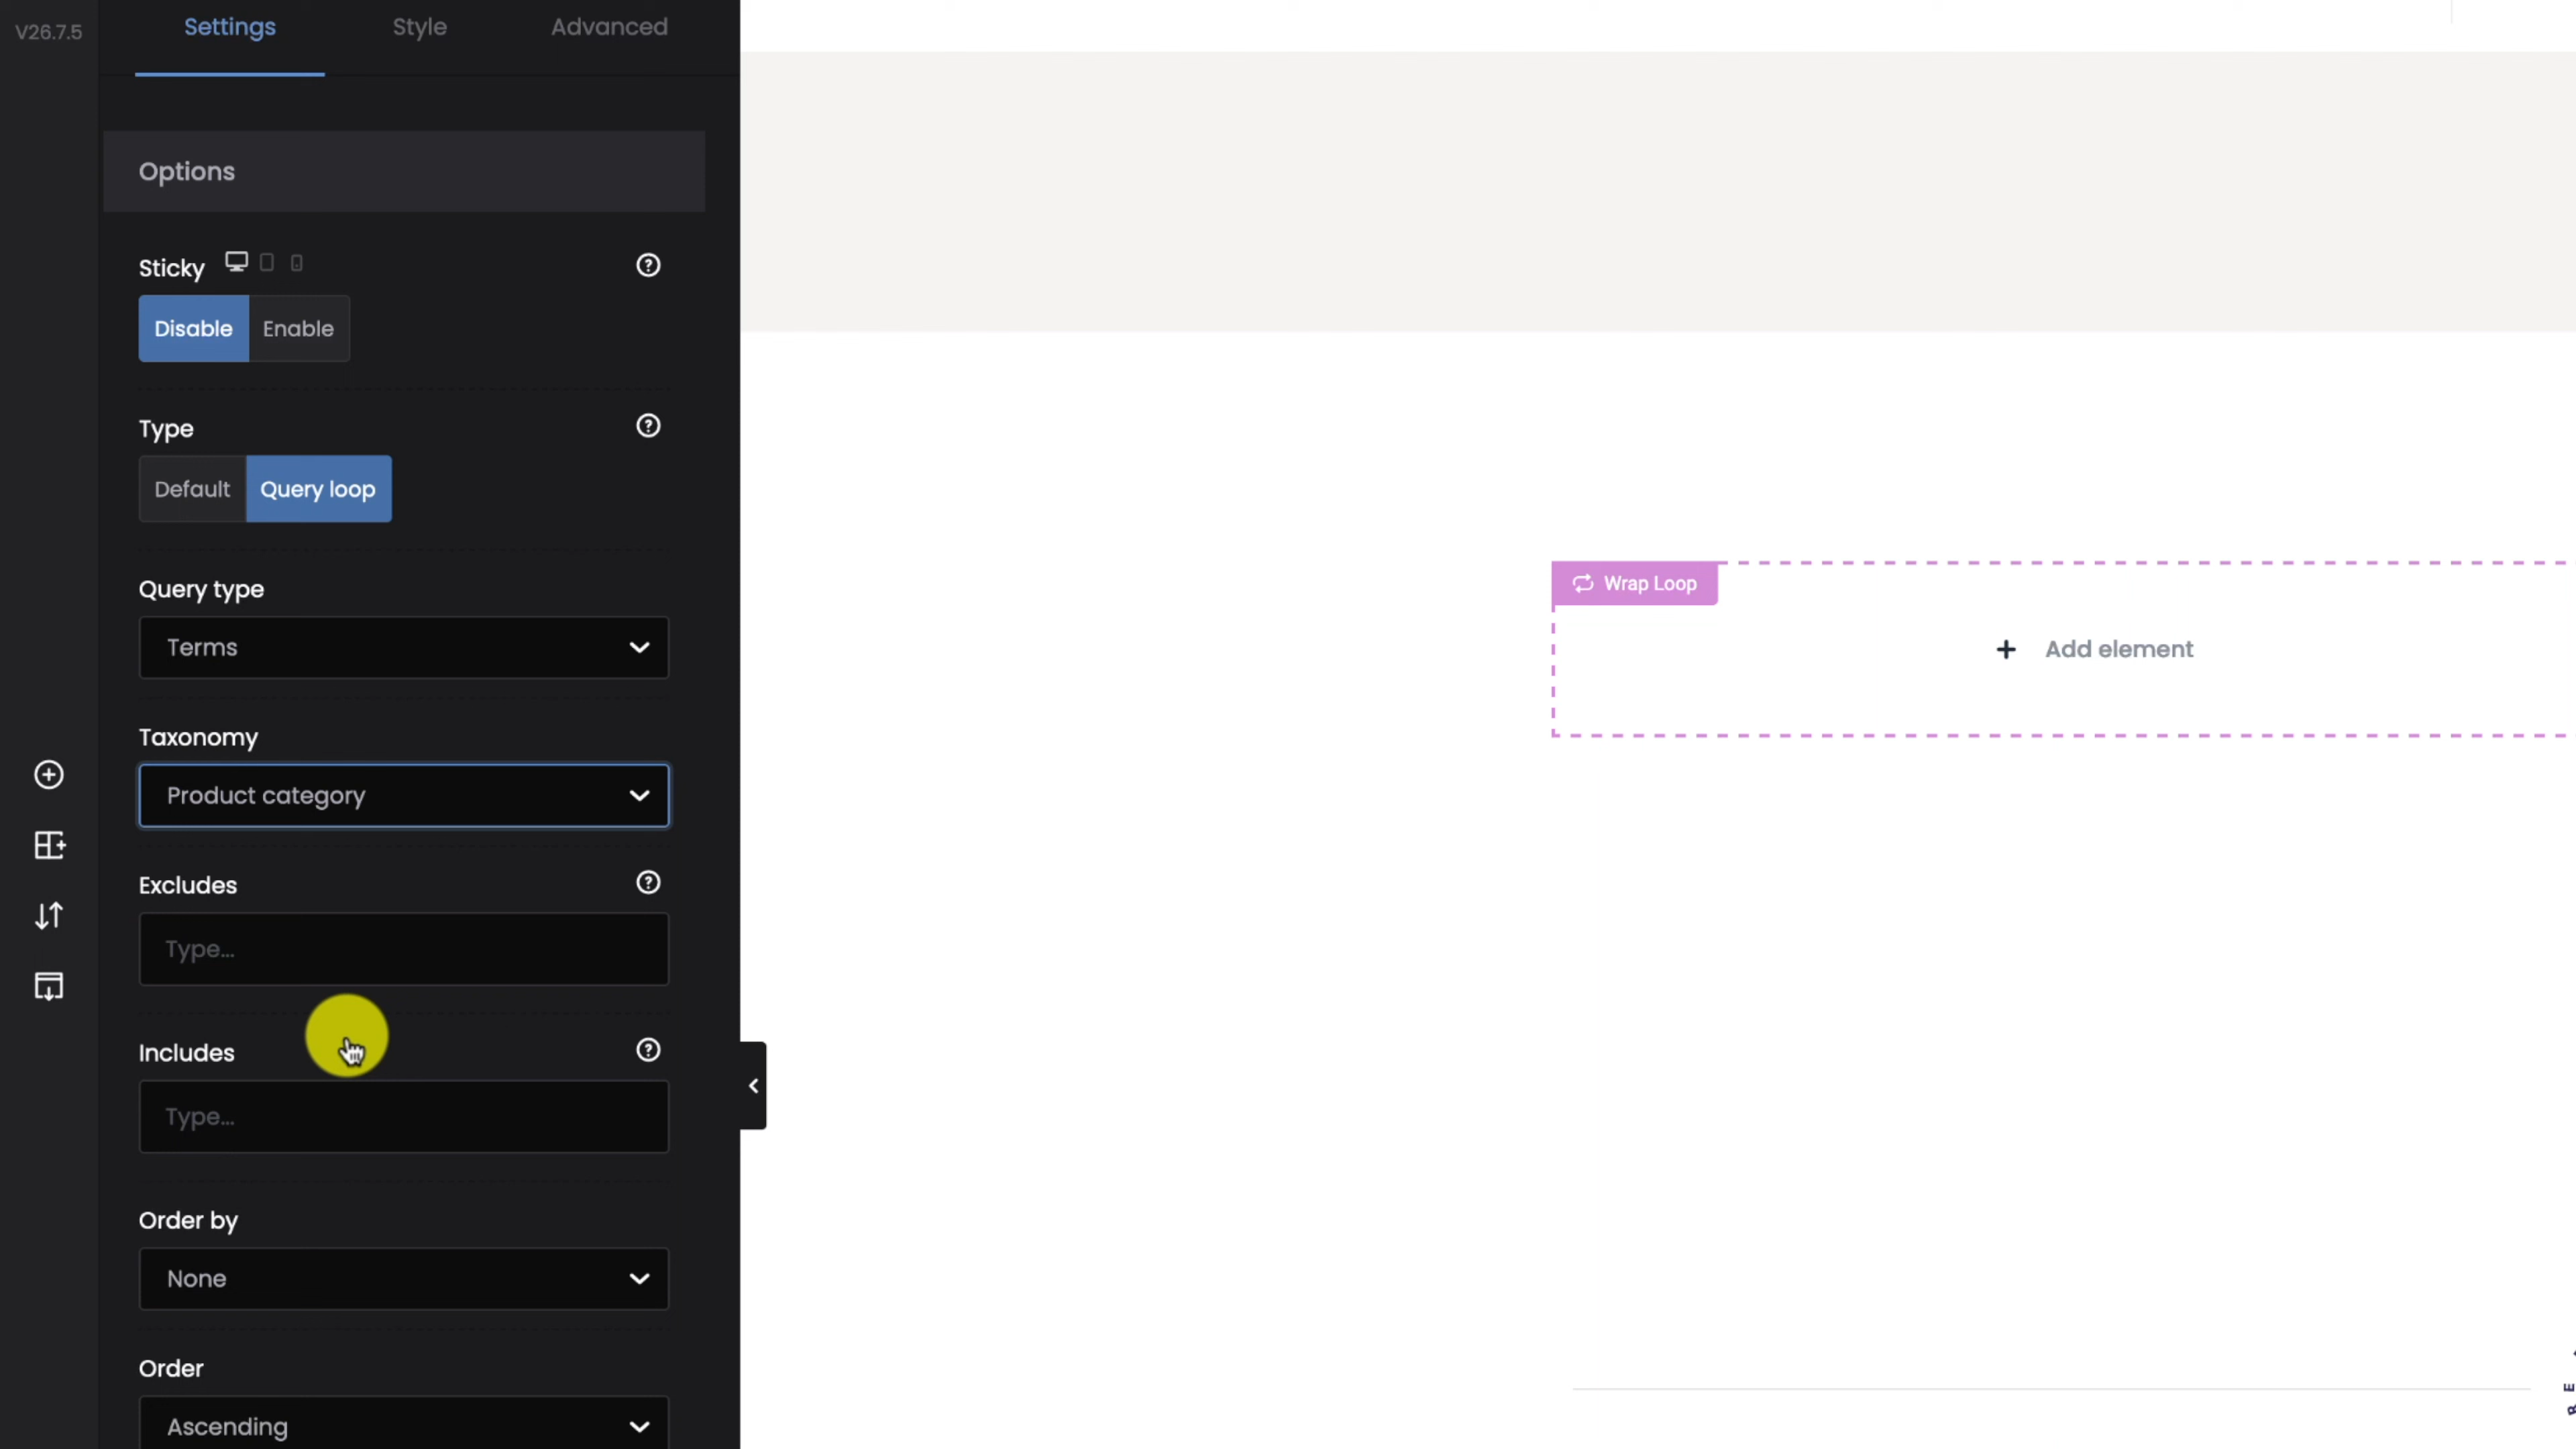 V26.7.5
Settings Style Advanced
Options
Sticky
Disable Enable
Type
Default Query loop
Query type
Terms
Taxonomy
Product category
Excludes
Type...
Includes
Type...
Order by
None
Order
Ascending
Wrap Loop
Add element